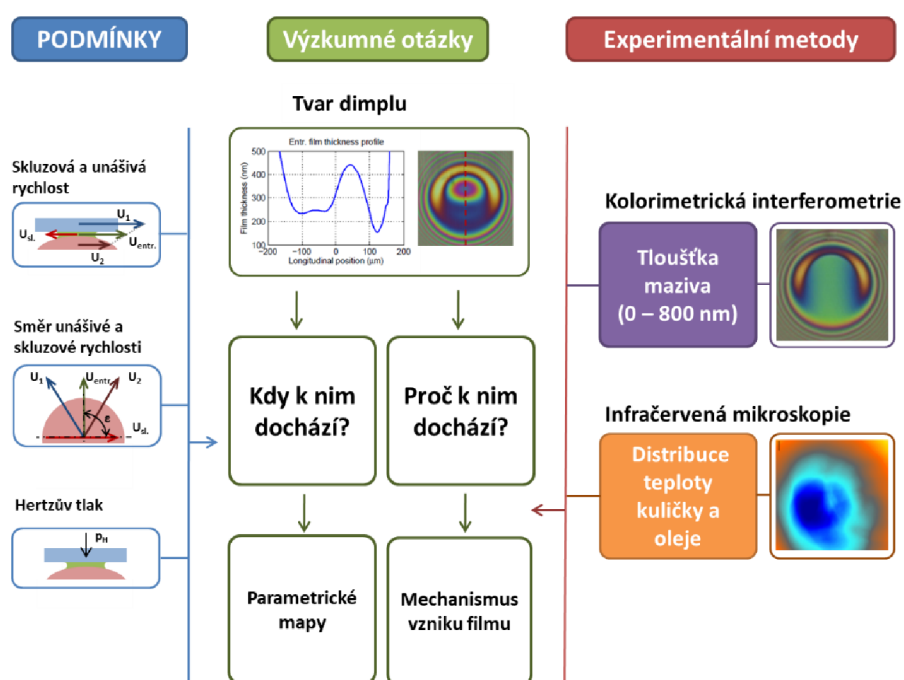 PODMÍNKY
Výzkumné otázky
Experimentální metody
Skluzová a unášivá
rychlost
U1
Usl.
Uentr.
U2
Směr unášivé a
skluzové rychlosti
U1
Uentr.
U2
ε
Usl.
Hertzův tlak
pH
Tvar dimplu
Entr. film thickness profile
Film thickness (nm)
500
400
300
200
100
−200
−100
0
100
200
Longitudinal position (µm)
Kdy k nim
dochází?
Proč k nim
dochází?
Parametrické
mapy
Mechanismus
vzniku filmu
Kolorimetrická interferometrie
Tloušťka
maziva
(0 – 800 nm)
Infračervená mikroskopie
Distribuce
teploty
kuličky a
oleje